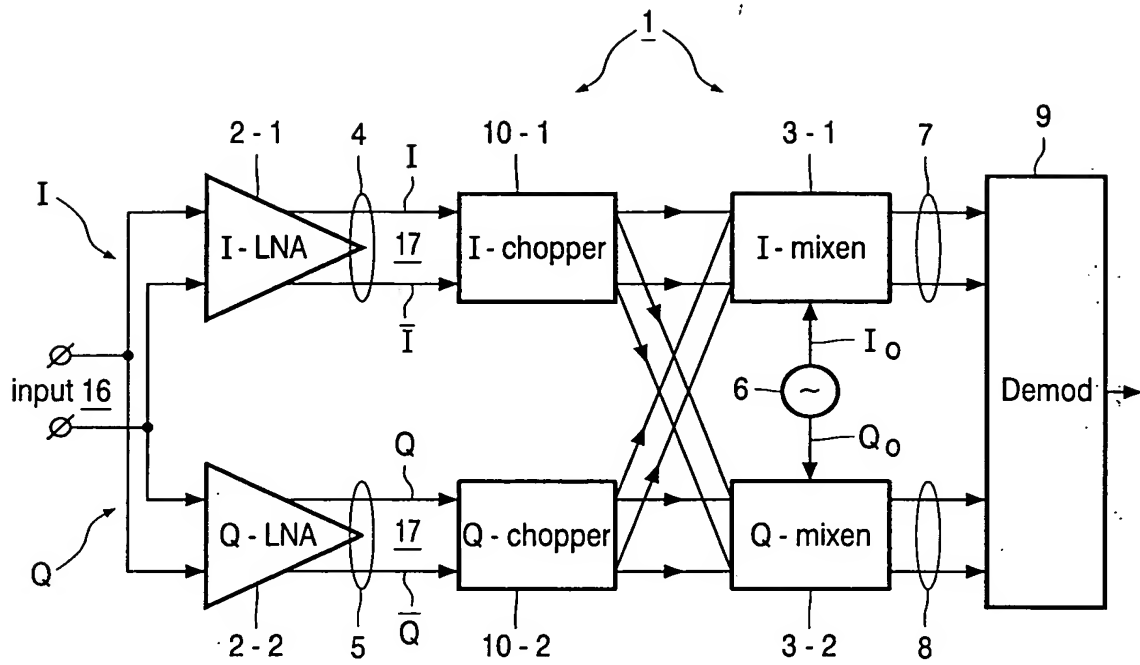 1
2 - 1
4
I
10 - 1
3 - 1
7
9
I
I - LNA
17
I - chopper
I - mixen
I̅
I o
input 16
6
~
Demod
Q o
Q
Q
Q - LNA
17
Q - chopper
Q - mixen
Q̅
2 - 2
5
10 - 2
3 - 2
8